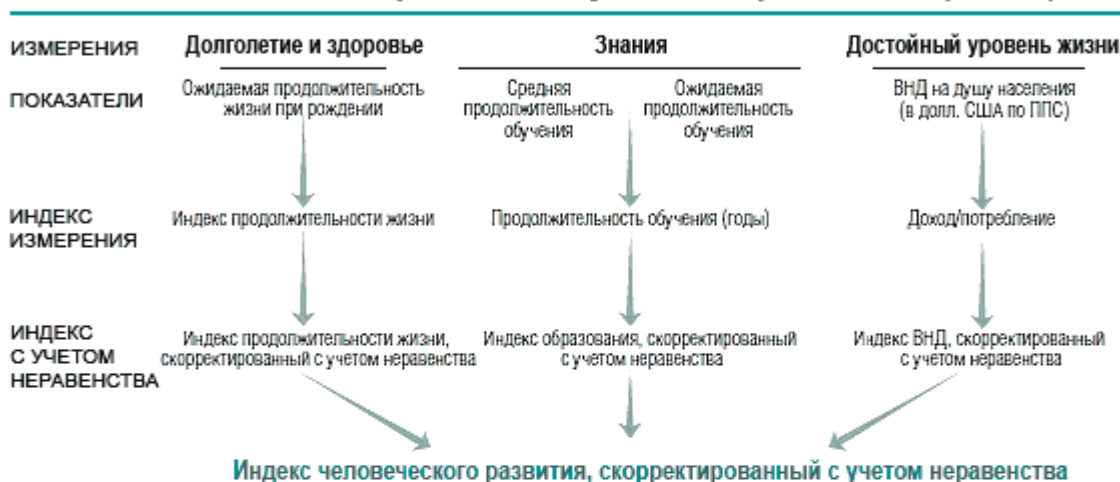 ИЗМЕРЕНИЯ
Долголетие и здоровье
Знания
Достойный уровень жизни
ПОКАЗАТЕЛИ
Ожидаемая продолжительность
жизни при рождении
Средняя
продолжительность
обучения
Ожидаемая
продолжительность
обучения
ВНД на душу населения
(в долл. США по ППС)
ИНДЕКС
ИЗМЕРЕНИЯ
Индекс продолжительности жизни
Продолжительность обучения (годы)
Доход/потребление
ИНДЕКС
С УЧЕТОМ
НЕРАВЕНСТВА
Индекс продолжительности жизни,
скорректированный с учетом неравенства
Индекс образования, скорректированный
с учетом неравенства
Индекс ВНД, скорректированный
с учетом неравенства
Индекс человеческого развития, скорректированный с учетом неравенства